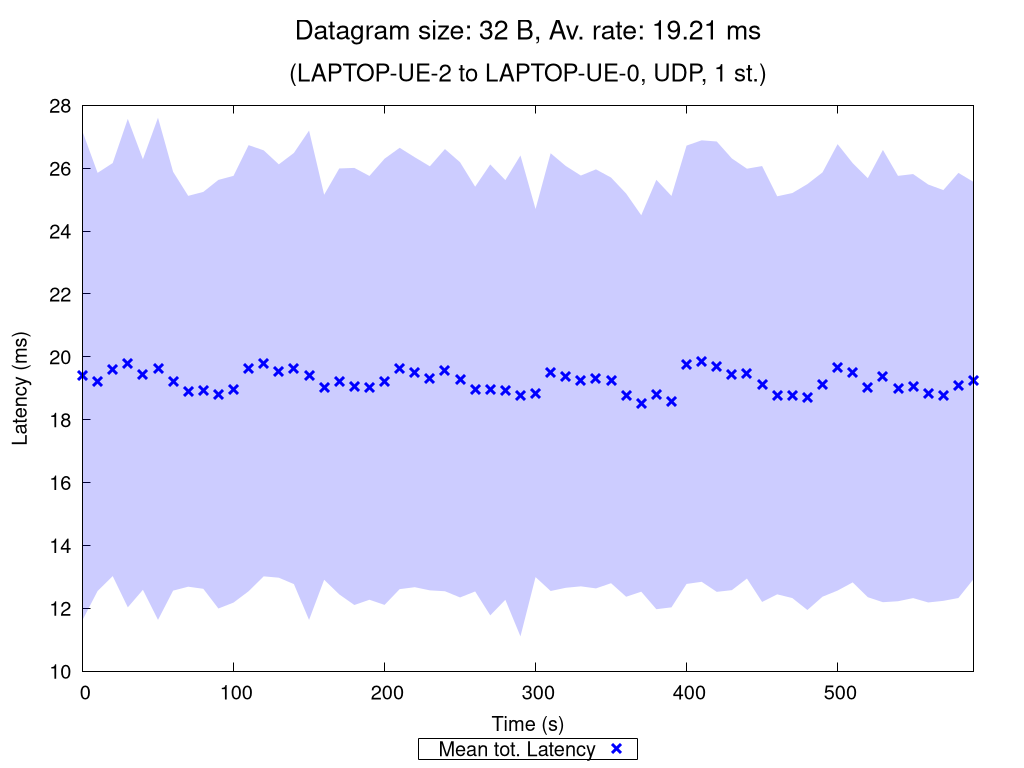 Datagram size: 32 B, Av. rate: 19.21 ms
(LAPTOP-UE-2 to LAPTOP-UE-0, UDP, 1 st.)
28
26
24
22
20
18
16
14
12
10
Latency (ms)
0 100 200 300 400 500
Time (s)
Mean tot. Latency